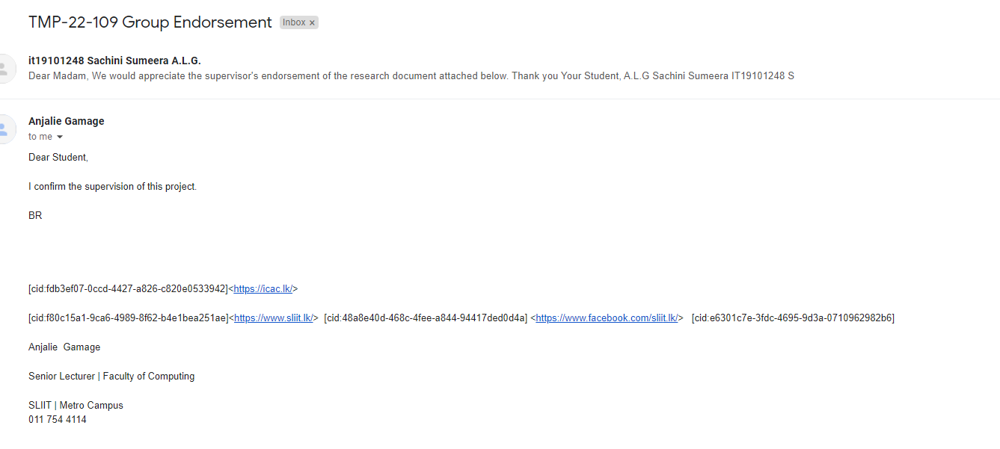 TMP-22-109 Group Endorsement Inbox ×
it19101248 Sachini Sumeera A.L.G.
Dear Madam, We would appreciate the supervisor's endorsement of the research document attached below. Thank you Your Student, A.L.G Sachini Sumeera IT19101248 S
Anjalie Gamage
to me
Dear Student,
I confirm the supervision of this project.
BR
[cid:fdb3ef07-0ccd-4427-a826-c820e0533942]<https://icac.lk/>
[cid:f80c15a1-9ca6-4989-8f62-b4e1bea251ae]<https://www.sliit.lk/>  [cid:48a8e40d-468c-4fee-a844-94417ded0d4a] <https://www.facebook.com/sliit.lk/>   [cid:e6301c7e-3fdc-4695-9d3a-0710962982b6]
Anjalie  Gamage
Senior Lecturer | Faculty of Computing
SLIIT | Metro Campus
011 754 4114